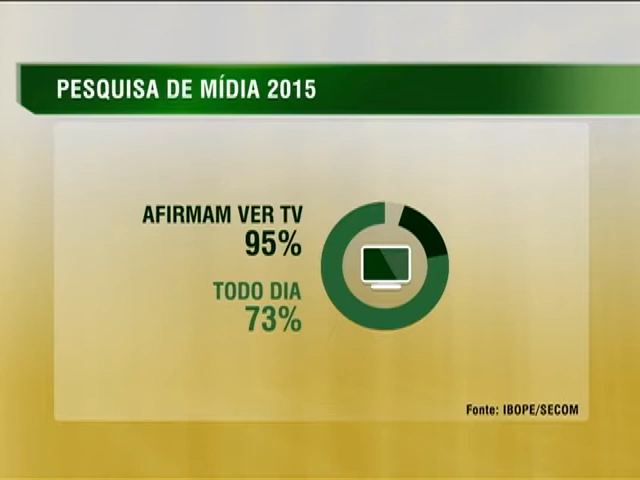 PESQUISA DE MÍDIA 2015
AFIRMAM VER TV
95%
TODO DIA
73%
Fonte: IBOPE/SECOM